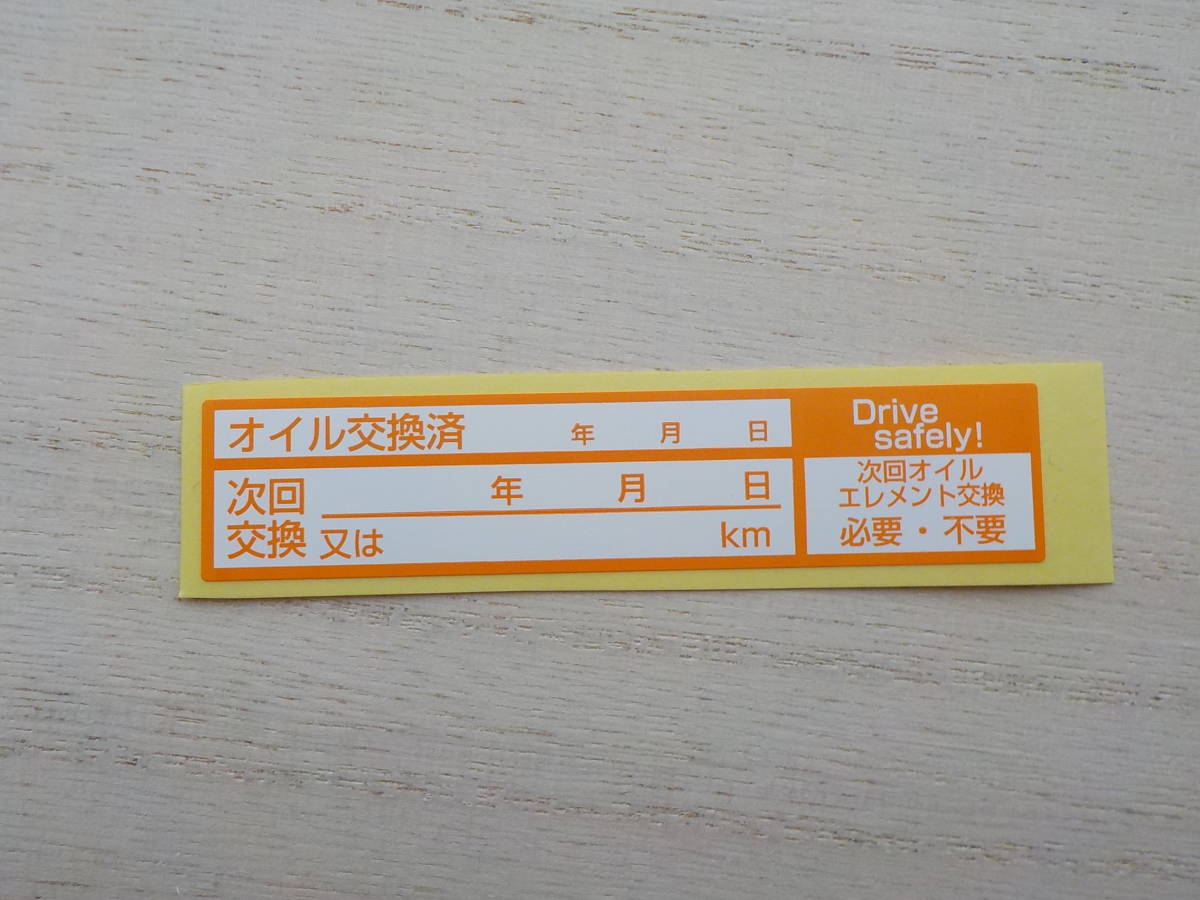 オイル交換済 年 月 日
次回交換 年 月 日
又は km
Drive
safely!
次回オイル
エレメント交換
必要・不要